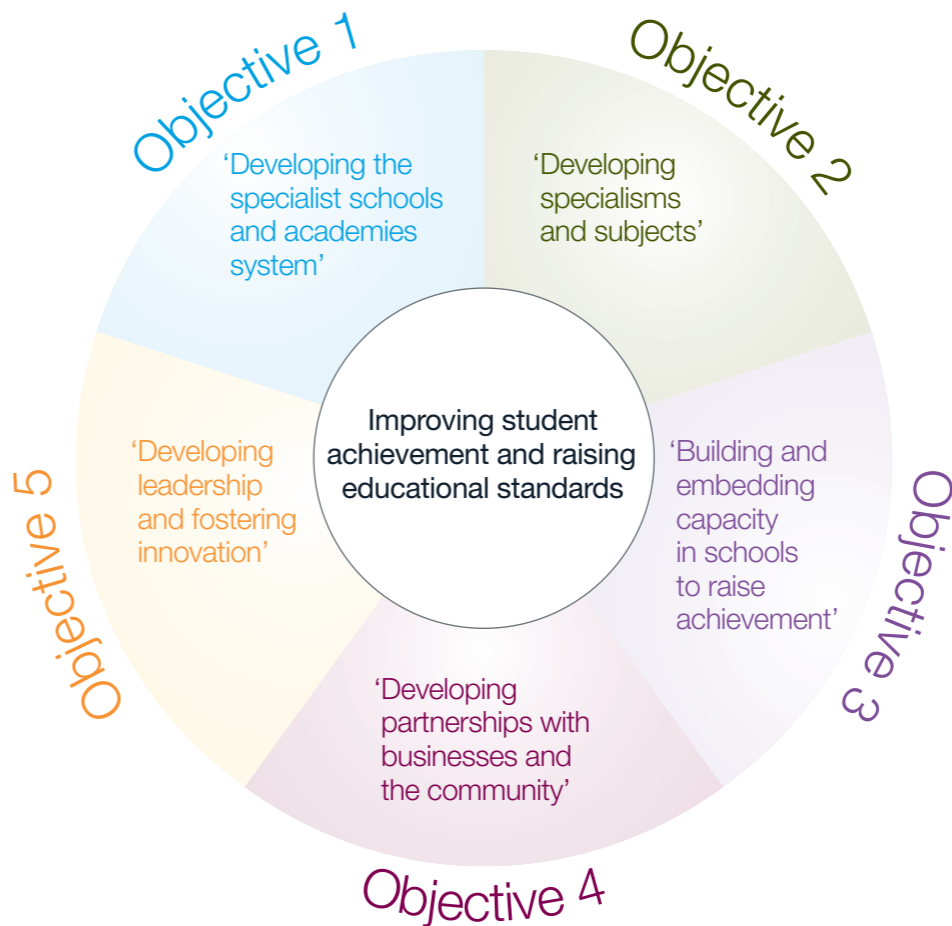 Objective 1
‘Developing the
specialist schools
and academies
system’
Objective 2
‘Developing
specialisms
and subjects’
Objective 3
‘Building and
embedding
capacity
in schools
to raise
achievement’
Objective 4
‘Developing
partnerships with
businesses and
the community’
Objective 5
‘Developing
leadership
and fostering
innovation’
Improving student
achievement and raising
educational standards